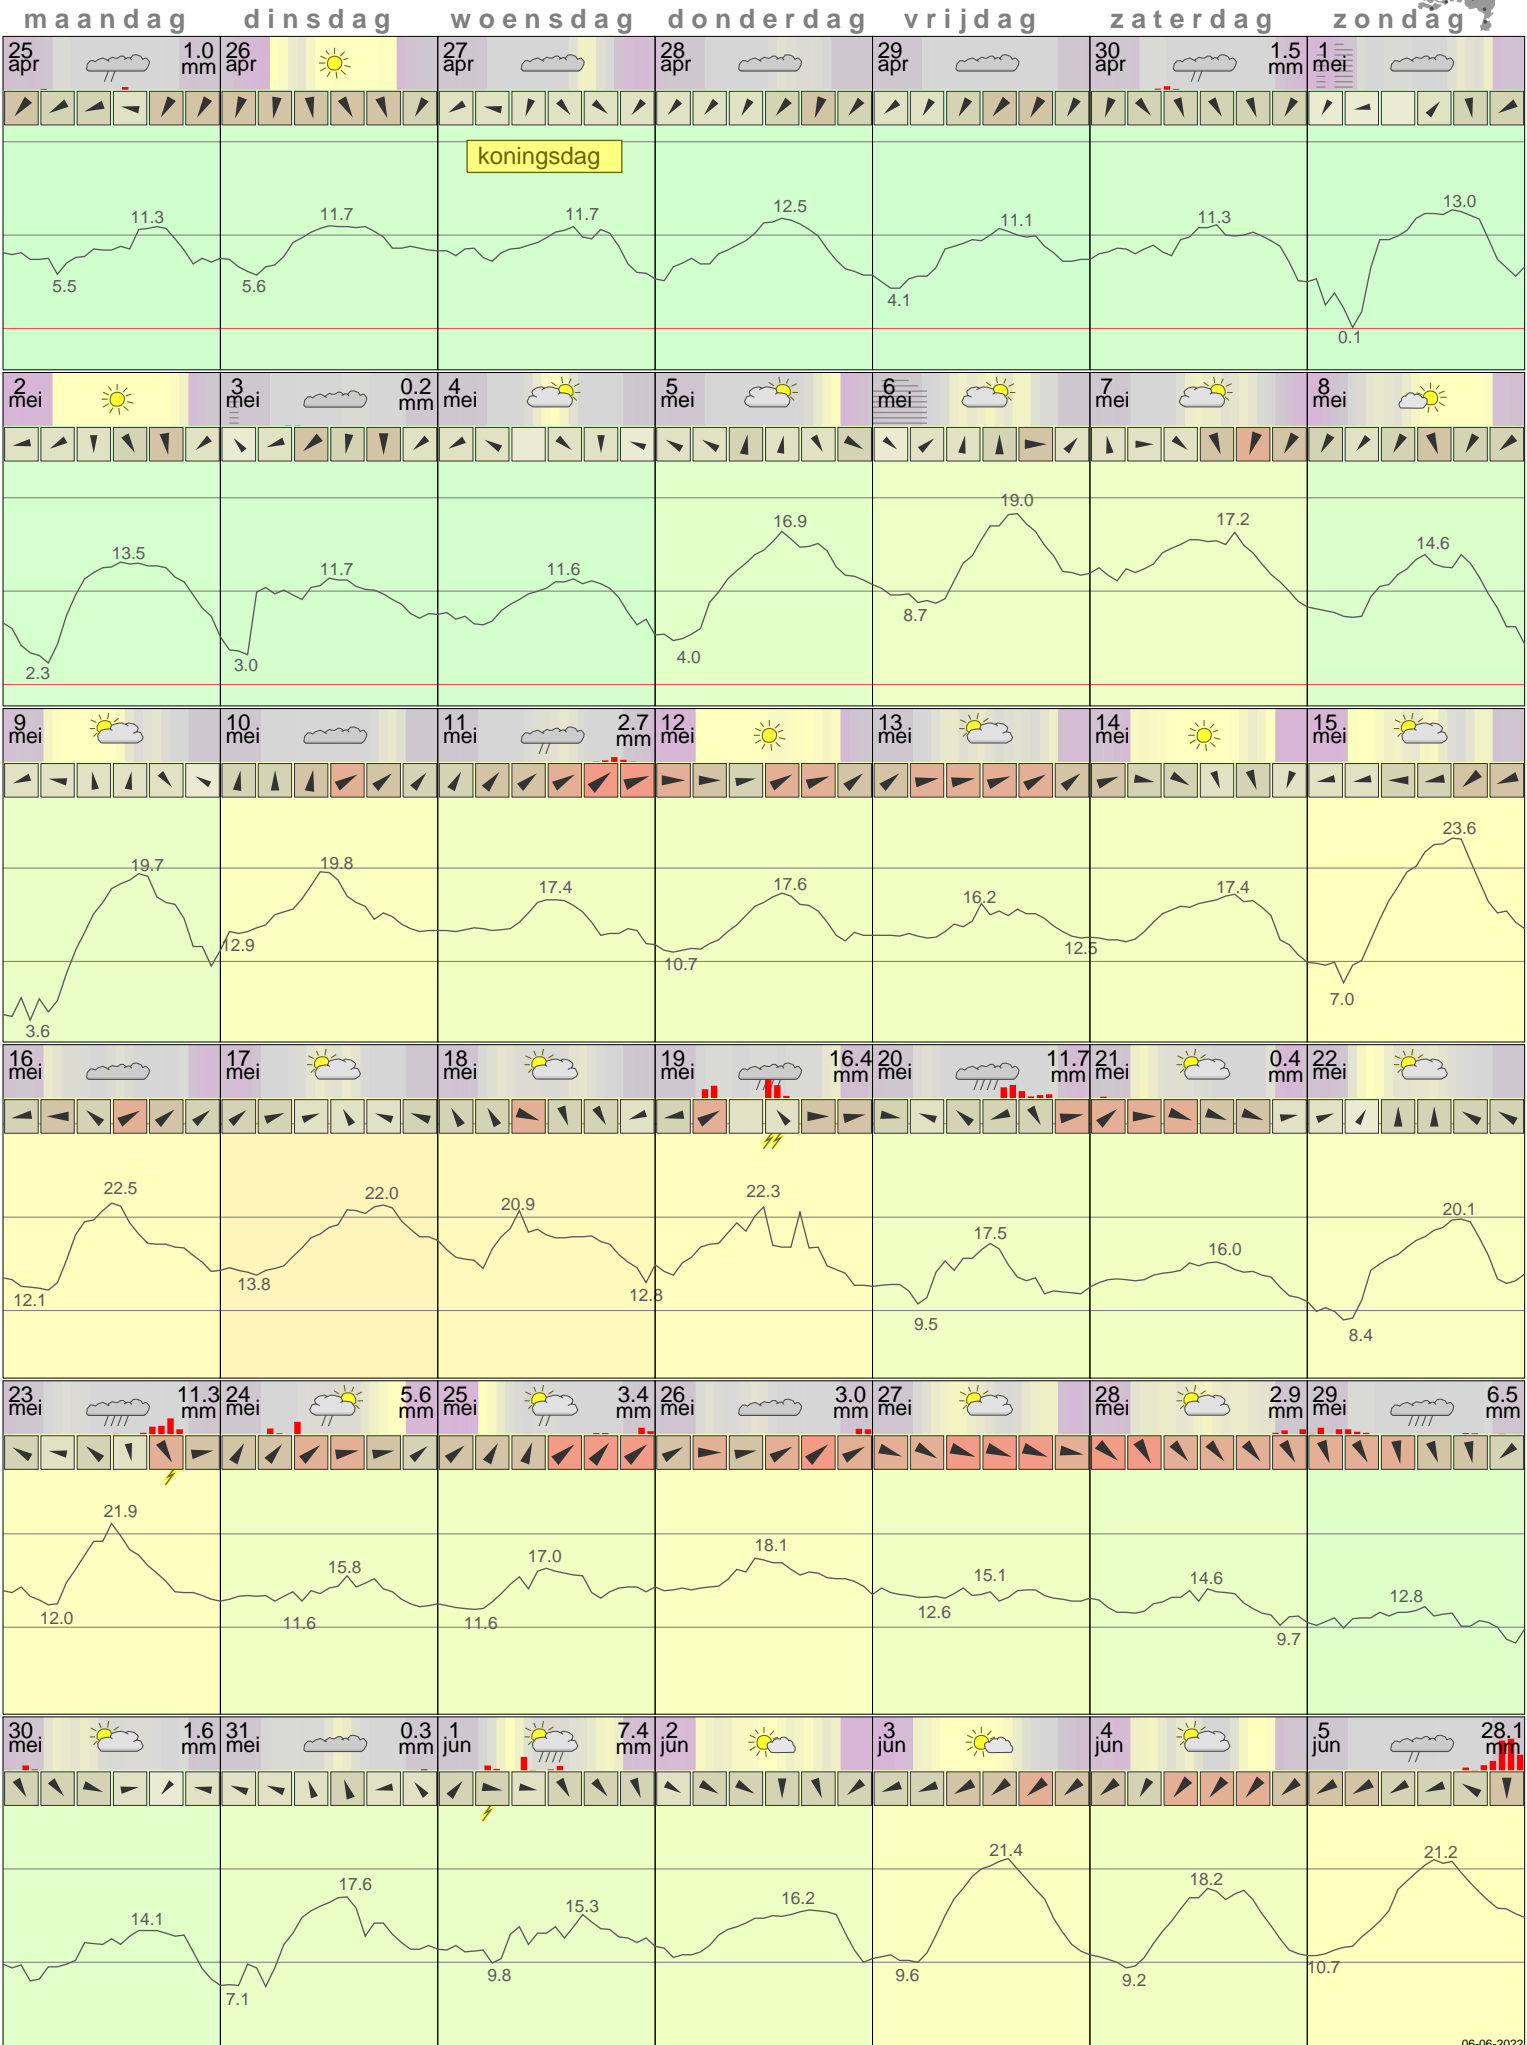 maandag dinsdag woensdag donderdag vrijdag zaterdag zondag
25 apr 1.0 mm 26 apr 27 apr 28 apr 29 apr 30 apr 1.5 mm 1 mei
koningsdag
11.3 11.7 11.7 12.5 11.1 11.3 13.0
5.5 5.6 4.1 0.1
2 mei 3 mei 0.2 mm 4 mei 5 mei 6 mei 7 mei 8 mei
13.5 11.7 11.6 16.9 19.0 17.2 14.6
2.3 3.0 4.0 8.7
9 mei 10 mei 11 mei 2.7 mm 12 mei 13 mei 14 mei 15 mei
19.7 19.8 17.4 17.6 16.2 17.4 23.6
3.6 12.9 10.7 12.5 7.0
16 mei 17 mei 18 mei 19 mei 16.4 mm 20 mei 11.7 mm 21 mei 0.4 mm 22 mei
22.5 22.0 20.9 22.3 17.5 16.0 20.1
12.1 13.8 12.8 9.5 8.4
23 mei 11.3 mm 24 mei 5.6 mm 25 mei 3.4 mm 26 mei 3.0 mm 27 mei 28 mei 2.9 mm 29 mei 6.5 mm
21.9 15.8 17.0 18.1 15.1 14.6 12.8
12.0 11.6 11.6 12.6 9.7
30 mei 1.6 mm 31 mei 0.3 mm 1 jun 7.4 mm 2 jun 3 jun 4 jun 5 jun 28.1 mm
14.1 17.6 15.3 16.2 21.4 18.2 21.2
7.1 9.8 9.6 9.2 10.7
06-06-2022